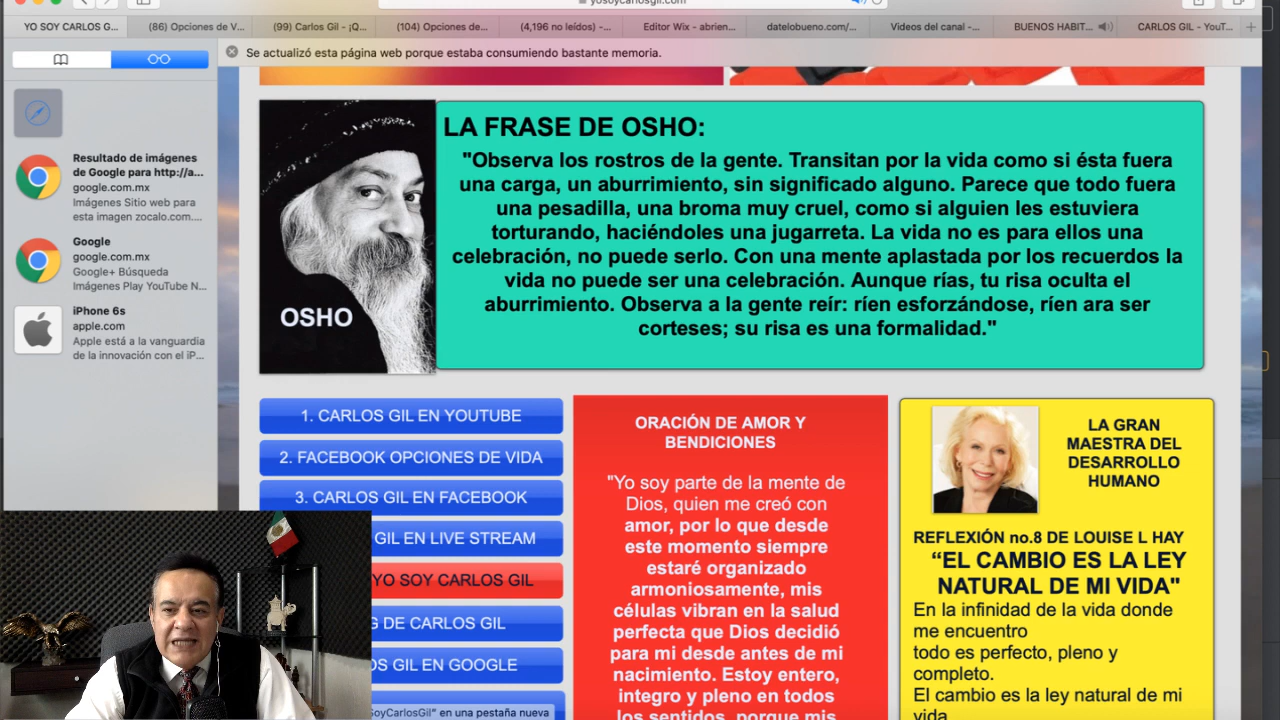 yosoycarlosgil.com
YO SOY CARLOS G...
(86) Opciones de V...
(99) Carlos Gil - ¡Q...
(104) Opciones de...
(4,196 no leídos) -...
Editor Wix - abrien...
datelobueno.com/...
Videos del canal -...
BUENOS HABIT...
CARLOS GIL - YouT...
Se actualizó esta página web porque estaba consumiendo bastante memoria.
Resultado de imágenes
de Google para http://a...
google.com.mx
Imágenes Sitio web para
esta imagen zocalo.com....
Google
google.com.mx
Google+ Búsqueda
Imágenes Play YouTube N...
iPhone 6s
apple.com
Apple está a la vanguardia
de la innovación con el iP...
OSHO
LA FRASE DE OSHO:
"Observa los rostros de la gente. Transitan por la vida como si ésta fuera
una carga, un aburrimiento, sin significado alguno. Parece que todo fuera
una pesadilla, una broma muy cruel, como si alguien les estuviera
torturando, haciéndoles una jugarreta. La vida no es para ellos una
celebración, no puede serlo. Con una mente aplastada por los recuerdos la
vida no puede ser una celebración. Aunque rías, tu risa oculta el
aburrimiento. Observa a la gente reír: ríen esforzándose, ríen ara ser
corteses; su risa es una formalidad."
1. CARLOS GIL EN YOUTUBE
2. FACEBOOK OPCIONES DE VIDA
3. CARLOS GIL EN FACEBOOK
GIL EN LIVE STREAM
YO SOY CARLOS GIL
G DE CARLOS GIL
OS GIL EN GOOGLE
SoyCarlosGil" en una pestaña nueva
ORACIÓN DE AMOR Y
BENDICIONES
"Yo soy parte de la mente de
Dios, quien me creó con
amor, por lo que desde
este momento siempre
estaré organizado
armoniosamente, mis
células vibran en la salud
perfecta que Dios decidió
para mi desde antes de mi
nacimiento. Estoy entero,
integro y pleno en todos
los sentidos, porque mis
LA GRAN
MAESTRA DEL
DESARROLLO
HUMANO
REFLEXIÓN no.8 DE LOUISE L HAY
“EL CAMBIO ES LA LEY
NATURAL DE MI VIDA"
En la infinidad de la vida donde
me encuentro
todo es perfecto, pleno y
completo.
El cambio es la ley natural de mi
vida